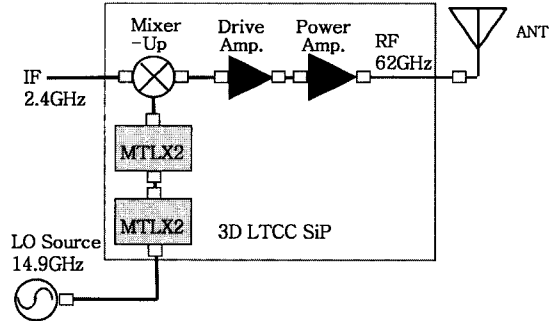 Mixer
-Up
Drive
Amp.
Power
Amp.
RF
62GHz
ANT
IF
2.4GHz
MTLX2
MTLX2
3D LTCC SiP
LO Source
14.9GHz